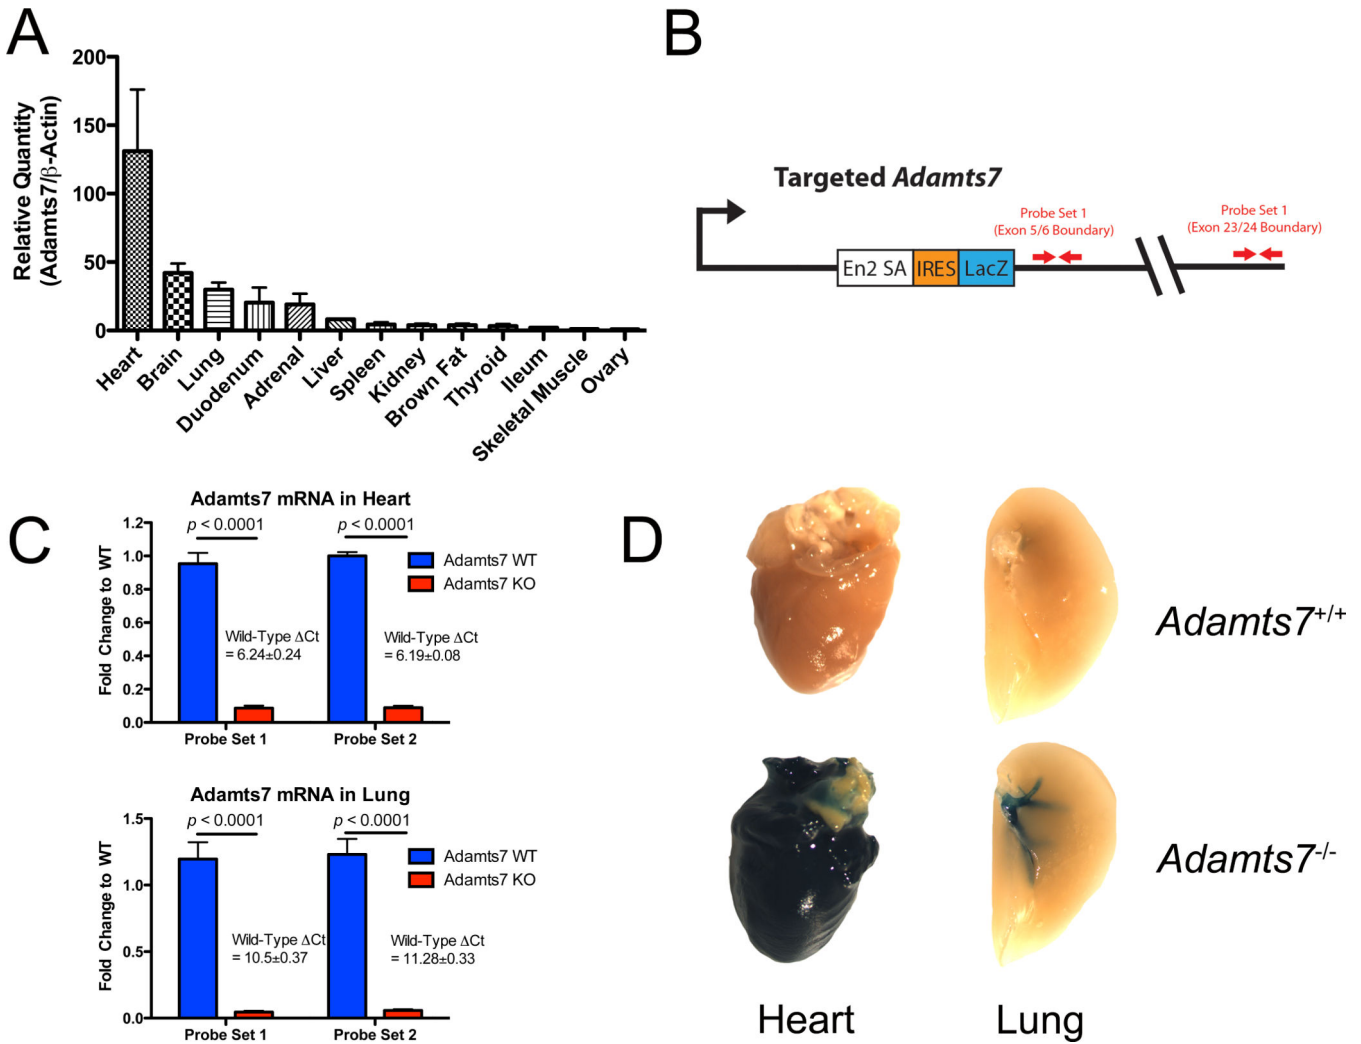 A
200
150
100
50
0
Relative Quantity
(Adamts7/β-Actin)
Heart
Brain
Lung
Duodenum
Adrenal
Liver
Spleen
Kidney
Brown Fat
Thyroid
Ileum
Skeletal Muscle
Ovary
B
Targeted Adamts7
Probe Set 1
(Exon 5/6 Boundary)
Probe Set 1
(Exon 23/24 Boundary)
En2 SA
IRES
LacZ
C
Adamts7 mRNA in Heart
p < 0.0001
p < 0.0001
1.2
1.0
0.8
0.6
0.4
0.2
0.0
Fold Change to WT
Adamts7 WT
Adamts7 KO
Wild-Type ΔCt
= 6.24±0.24
Wild-Type ΔCt
= 6.19±0.08
Probe Set 1
Probe Set 2
Adamts7 mRNA in Lung
p < 0.0001
p < 0.0001
1.5
1.0
0.5
0.0
Fold Change to WT
Adamts7 WT
Adamts7 KO
Wild-Type ΔCt
= 10.5±0.37
Wild-Type ΔCt
= 11.28±0.33
Probe Set 1
Probe Set 2
D
Adamts7+/+
Adamts7-/-
Heart
Lung